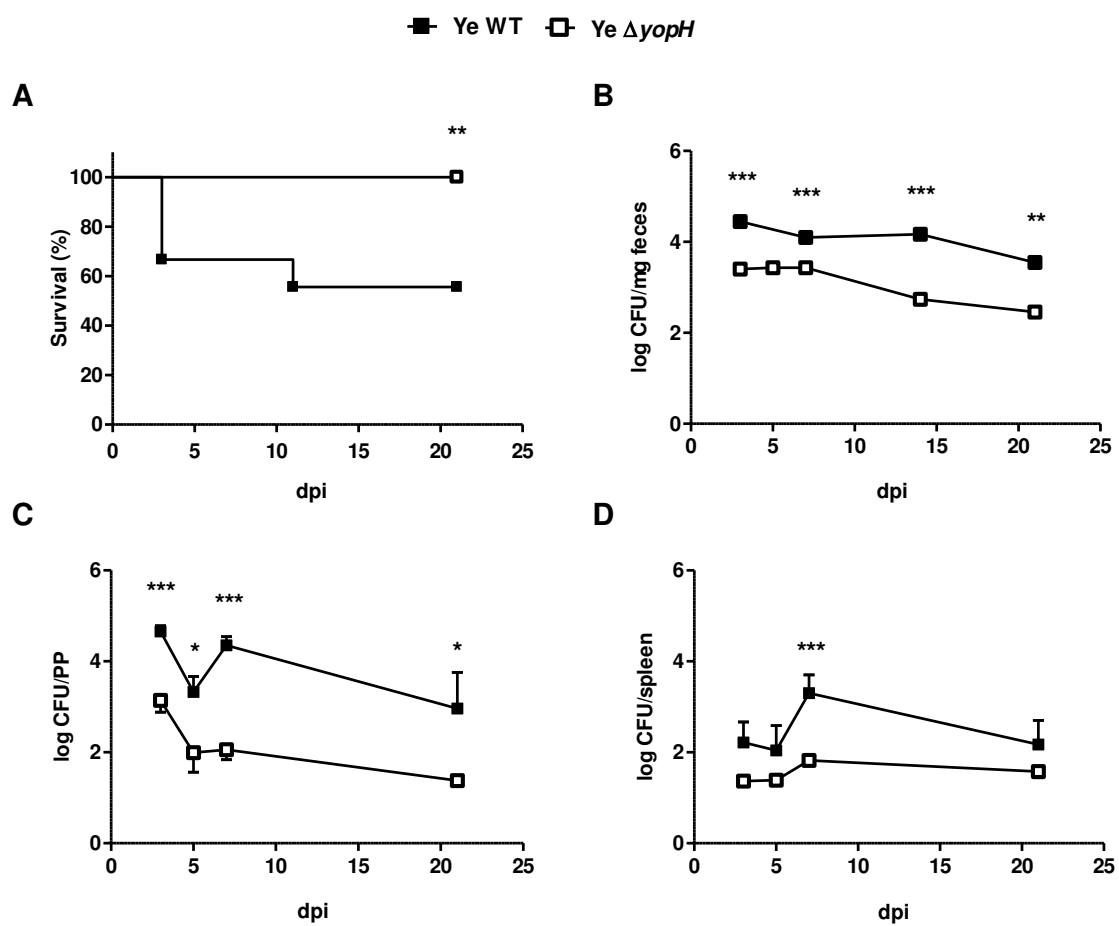 Ye WT Ye ΔyopH
A
**
100
80
60
40
20
0
Survival (%)
0 5 10 15 20 25
dpi
B
6
4
2
0
log CFU/mg feces
*** *** *** **
0 5 10 15 20 25
dpi
C
6
4
2
0
log CFU/PP
*** * *** *
0 5 10 15 20 25
dpi
D
6
4
2
0
log CFU/spleen
***
0 5 10 15 20 25
dpi